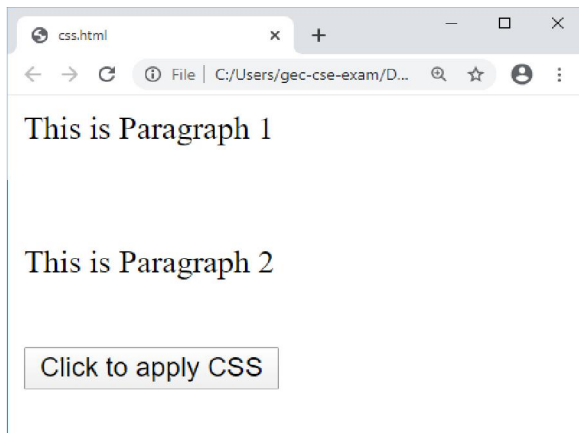 css.html
File | C:/Users/gec-cse-exam/D...
This is Paragraph 1
This is Paragraph 2
Click to apply CSS